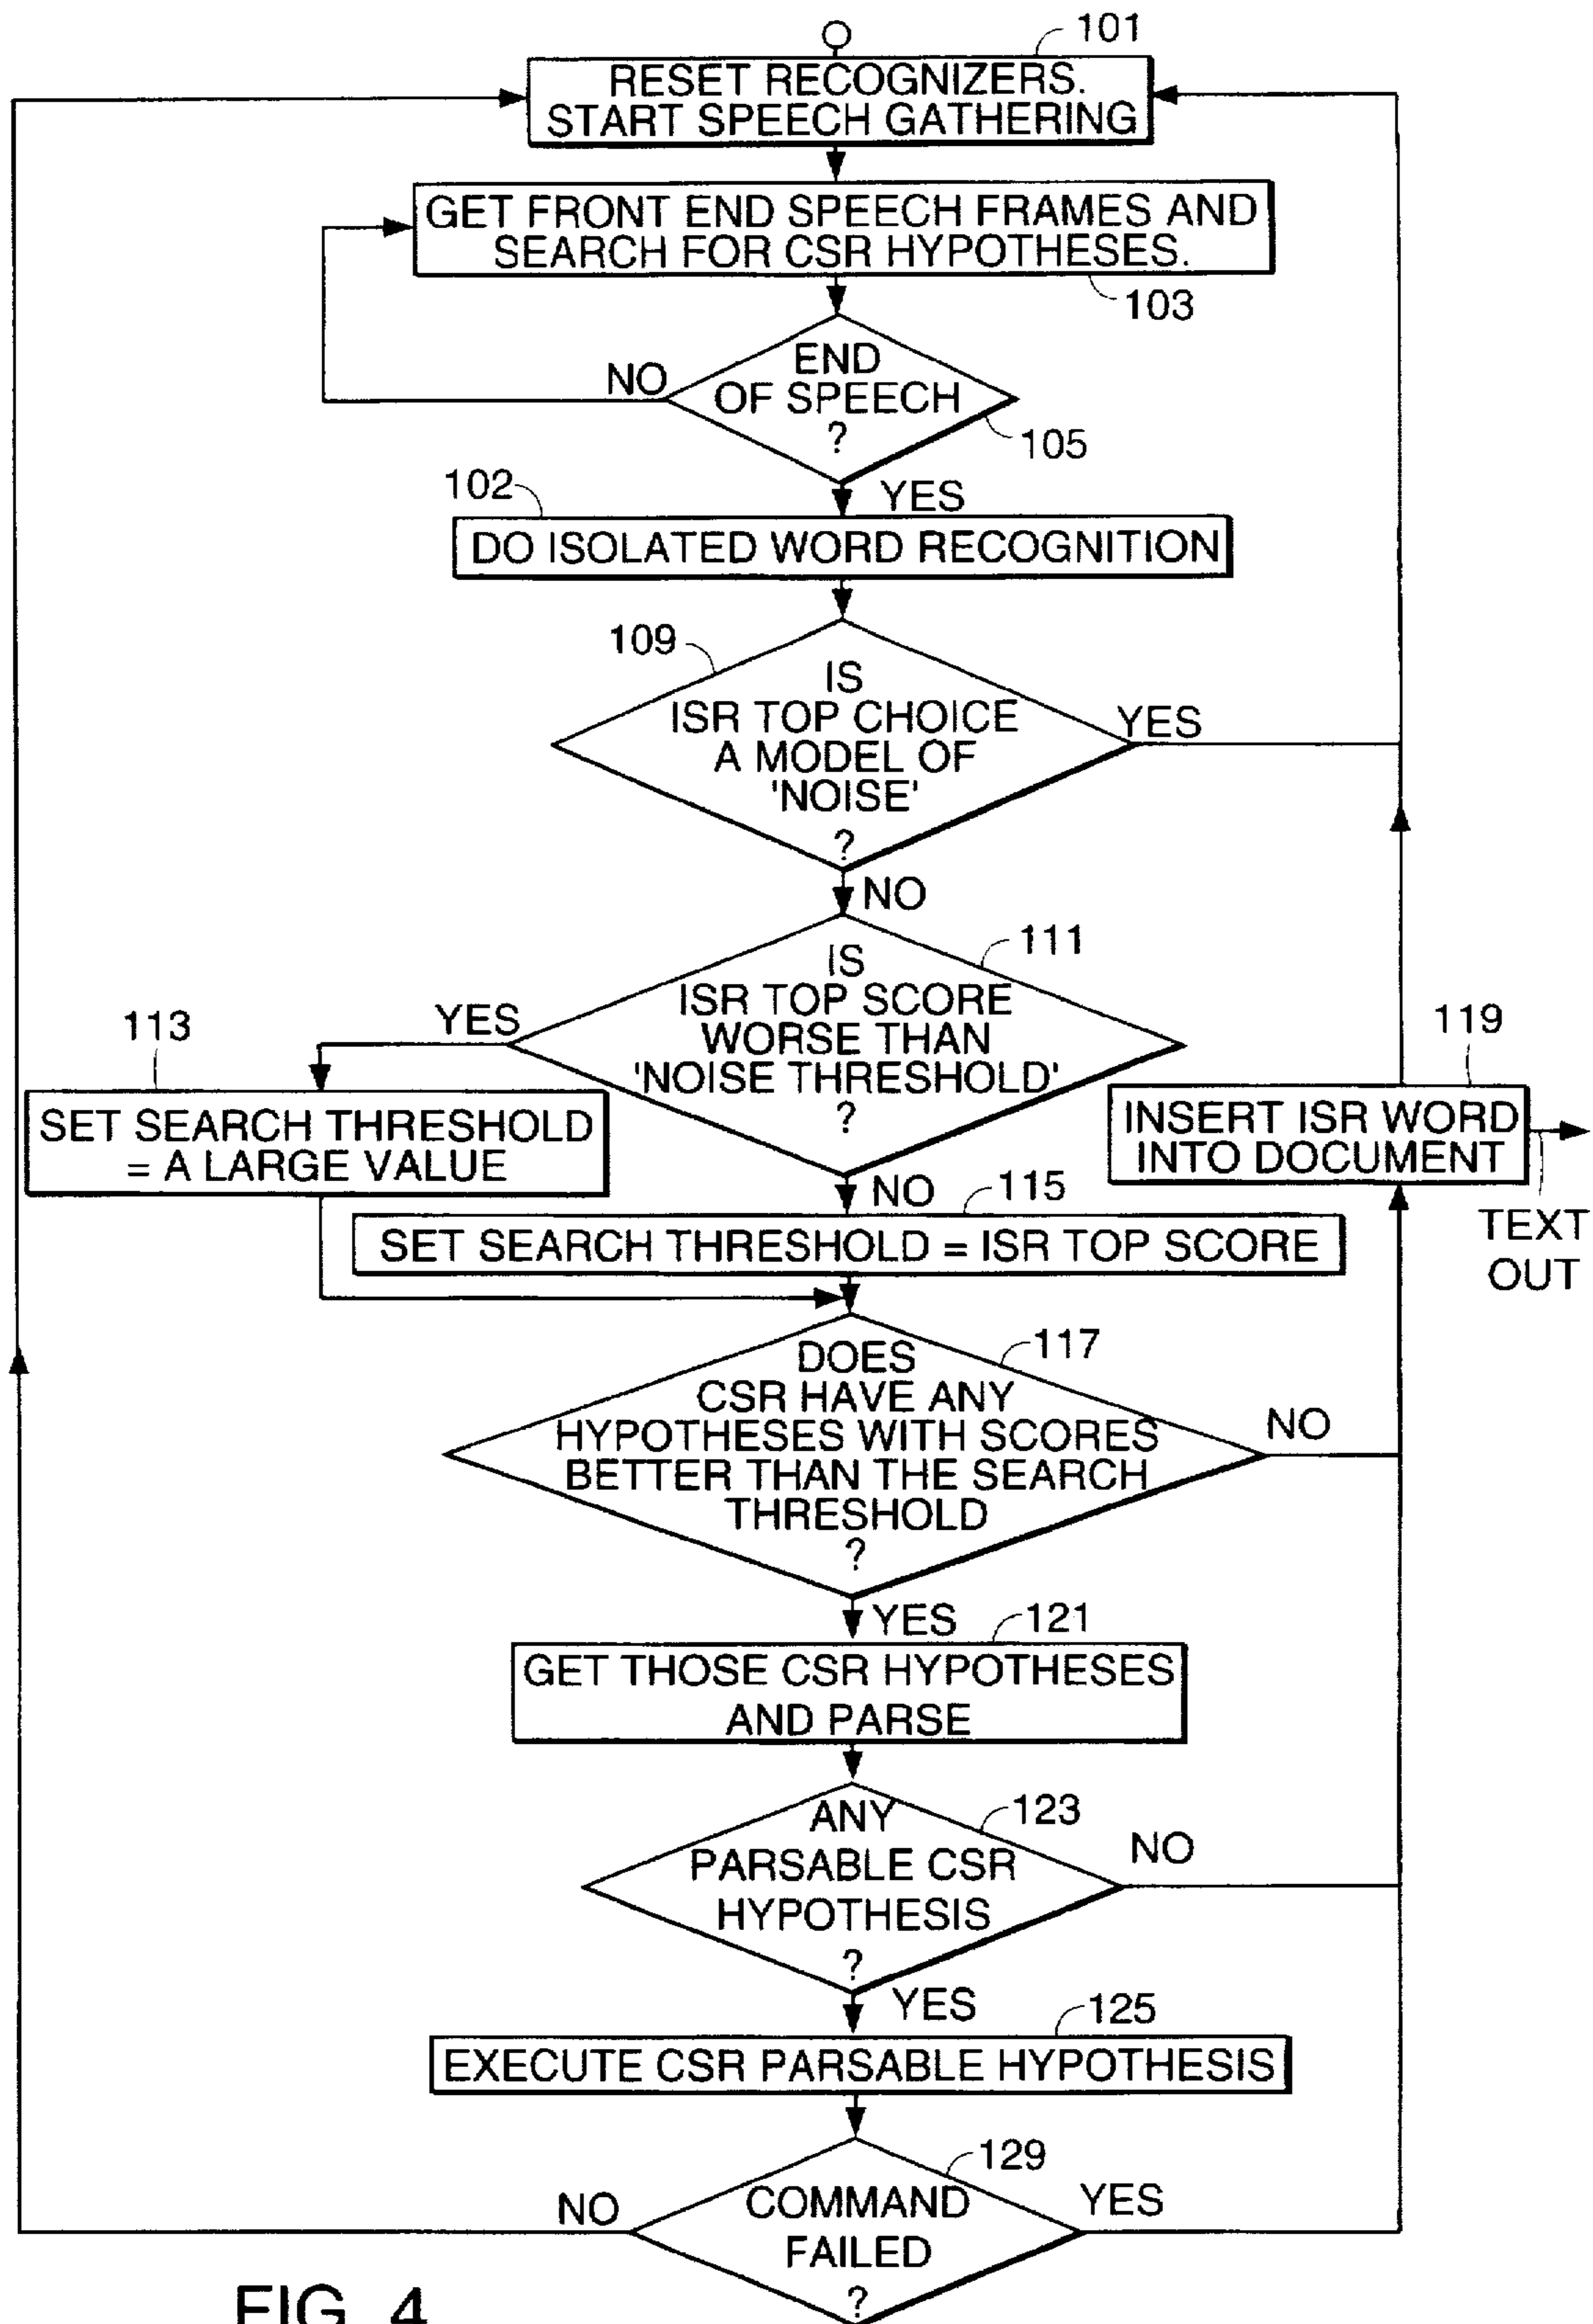 101
RESET RECOGNIZERS.
START SPEECH GATHERING
GET FRONT END SPEECH FRAMES AND
SEARCH FOR CSR HYPOTHESES.
103
END
OF SPEECH
?
NO
105
YES
102
DO ISOLATED WORD RECOGNITION
109
IS
ISR TOP CHOICE
A MODEL OF
'NOISE'
?
YES
NO
111
IS
ISR TOP SCORE
WORSE THAN
'NOISE THRESHOLD'
?
YES
113
SET SEARCH THRESHOLD
= A LARGE VALUE
119
INSERT ISR WORD
INTO DOCUMENT
TEXT
OUT
NO
115
SET SEARCH THRESHOLD = ISR TOP SCORE
117
DOES
CSR HAVE ANY
HYPOTHESES WITH SCORES
BETTER THAN THE SEARCH
THRESHOLD
?
NO
YES
121
GET THOSE CSR HYPOTHESES
AND PARSE
123
ANY
PARSABLE CSR
HYPOTHESIS
?
NO
YES
125
EXECUTE CSR PARSABLE HYPOTHESIS
129
COMMAND
FAILED
?
NO
YES
FIG. 4